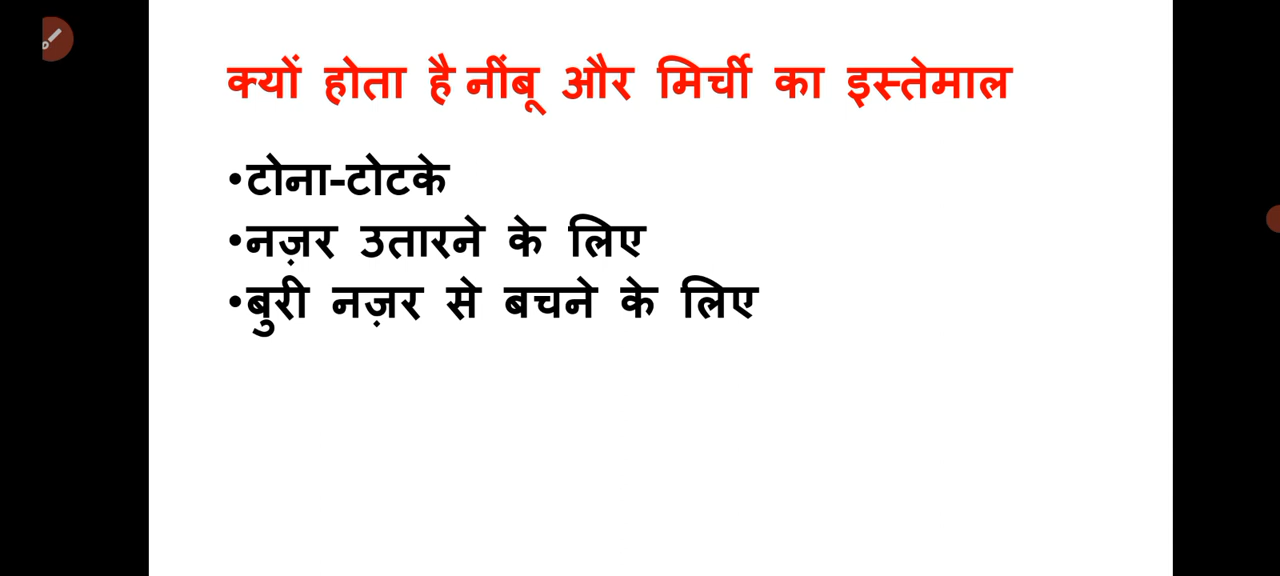 क्यों होता है नींबू और मिर्ची का इस्तेमाल
•टोना-टोटके
•नज़र उतारने के लिए
•बुरी नज़र से बचने के लिए